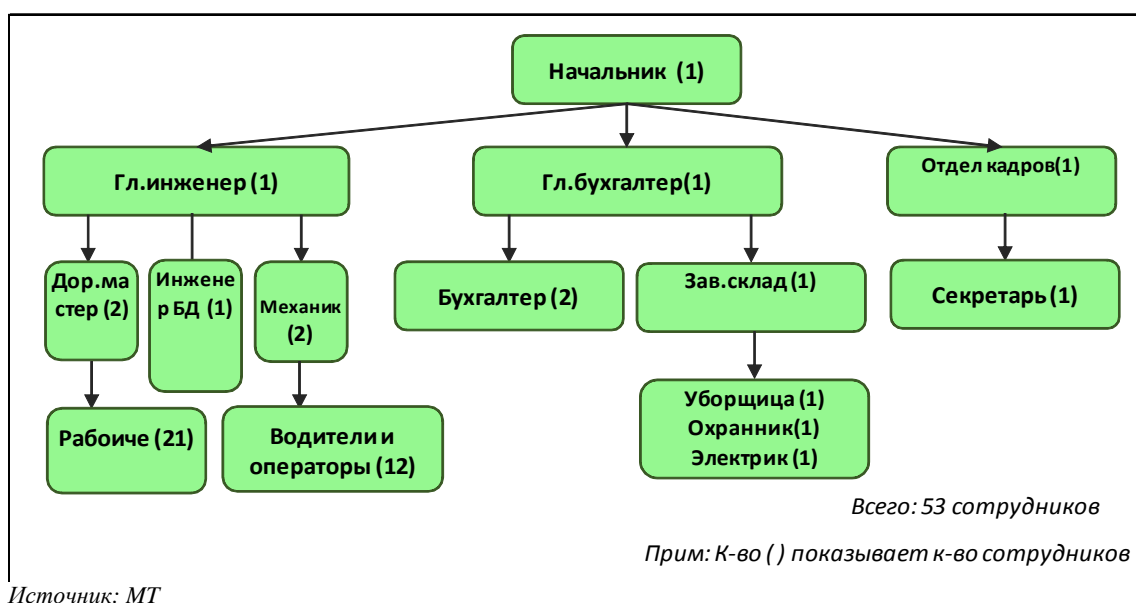 Начальник (1)
Гл.инженер (1)
Гл.бухгалтер(1)
Отдел кадров(1)
Дор.ма
стер (2)
Инжене
р БД (1)
Механик
(2)
Бухгалтер (2)
Зав.склад (1)
Секретарь (1)
Рабоиче (21)
Водители и
операторы (12)
Уборщица (1)
Охранник(1)
Электрик (1)
Всего: 53 сотрудников
Прим: К-во ( ) показывает к-во сотрудников
Источник: МТ